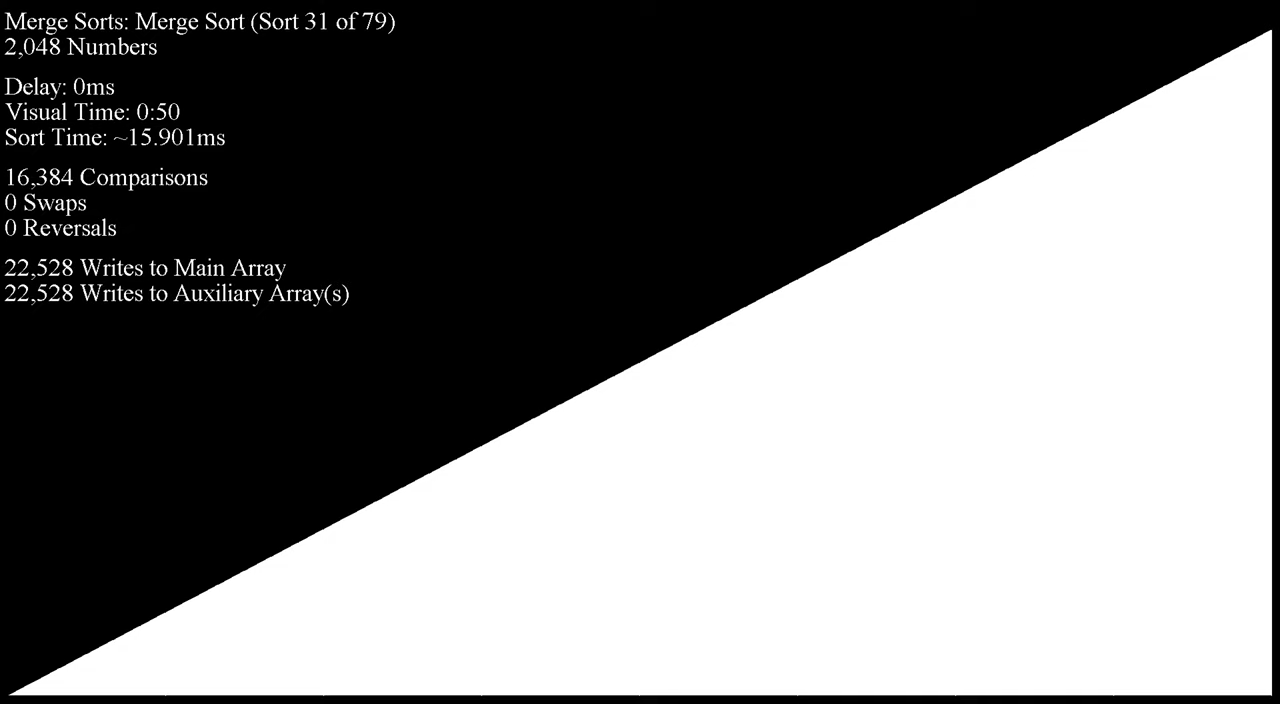 Merge Sorts: Merge Sort (Sort 31 of 79)
2,048 Numbers
Delay: 0ms
Visual Time: 0:50
Sort Time: ~15.901ms
16,384 Comparisons
0 Swaps
0 Reversals
22,528 Writes to Main Array
22,528 Writes to Auxiliary Array(s)